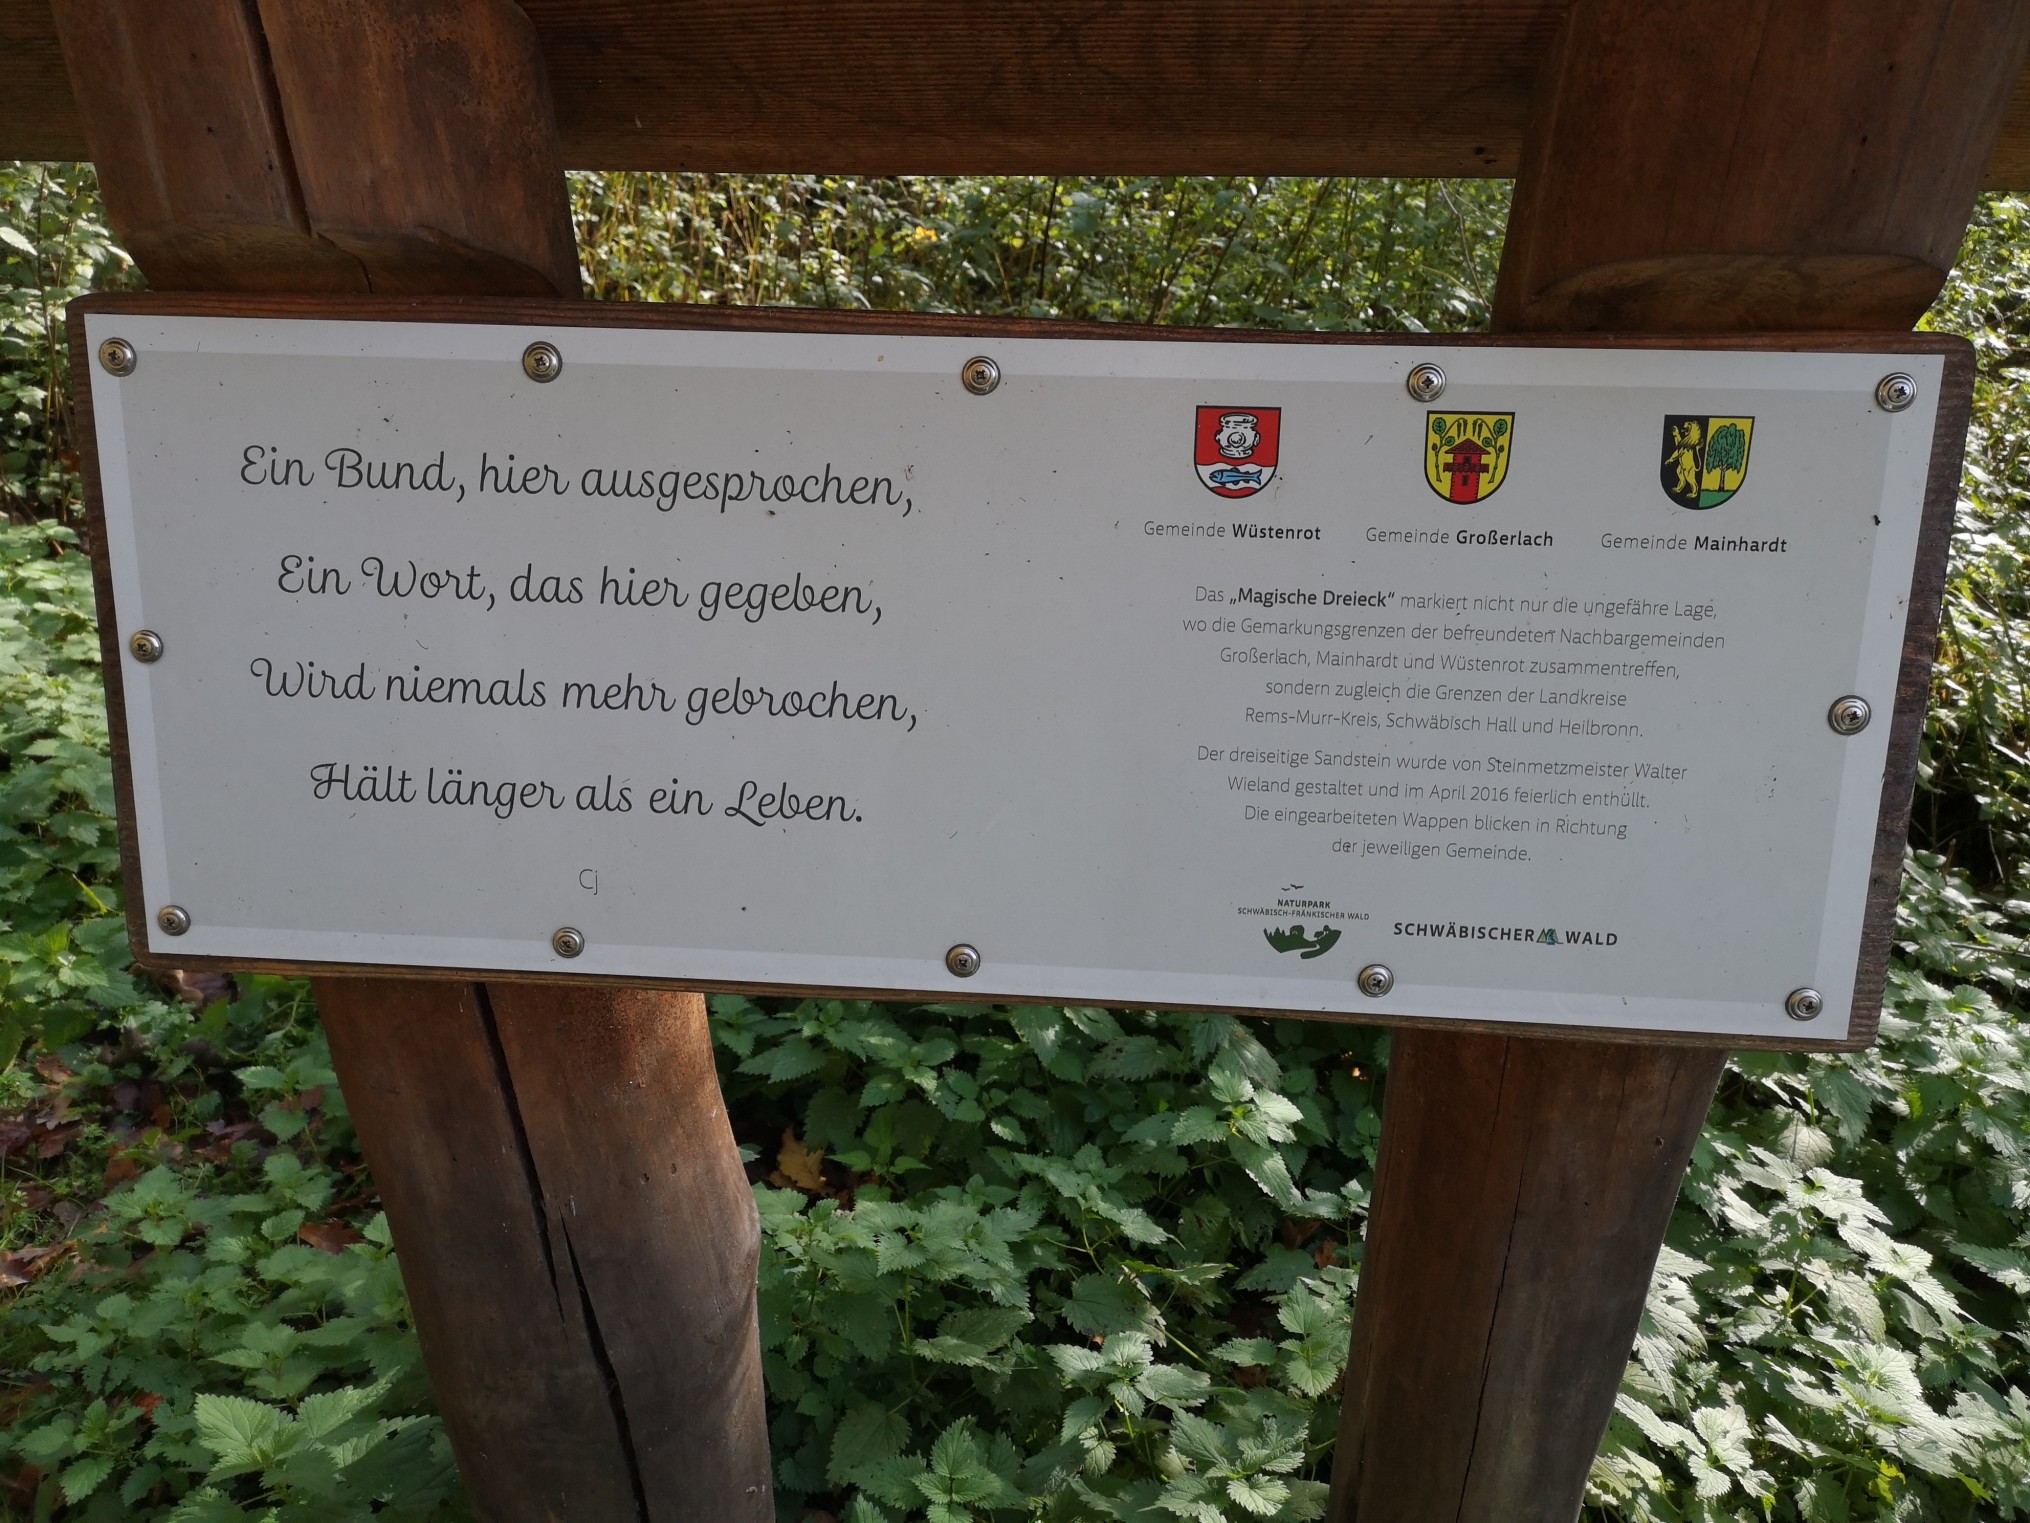 Ein Bund, hier ausgesprochen,
Ein Wort, das hier gegeben,
Wird niemals mehr gebrochen,
Hält länger als ein Leben.
Cj
Gemeinde Wüstenrot
Gemeinde Großerlach
Gemeinde Mainhardt
Das „Magische Dreieck“ markiert nicht nur die ungefähre Lage,
wo die Gemarkungsgrenzen der befreundeten Nachbargemeinden
Großerlach, Mainhardt und Wüstenrot zusammentreffen,
sondern zugleich die Grenzen der Landkreise
Rems-Murr-Kreis, Schwäbisch Hall und Heilbronn.
Der dreiseitige Sandstein wurde von Steinmetzmeister Walter
Wieland gestaltet und im April 2016 feierlich enthüllt.
Die eingearbeiteten Wappen blicken in Richtung
der jeweiligen Gemeinde.
NATURPARK
SCHWÄBISCH-FRÄNKISCHER WALD
SCHWÄBISCHER WALD